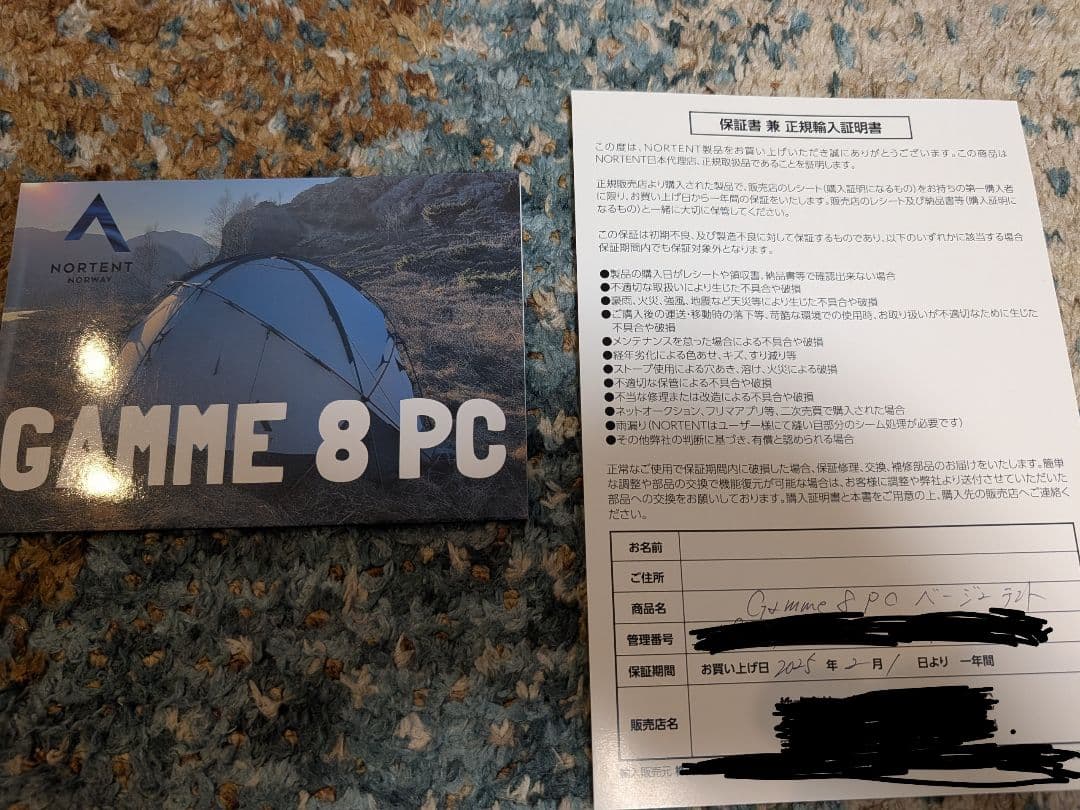 NORTENT
NORWAY
GAMME 8 PC
保証書 兼 正規輸入証明書
この度は、NORTENT製品をお買い上げいただき誠にありがとうございます。この商品は
NORTENT日本代理店、正規取扱品であることを証明します。
正規販売店より購入された製品で、販売店のレシート(購入証明になるもの)をお持ちの第一購入者
に限り、お買い上げ日から一年間の保証をいたします。販売店のレシート及び納品書等(購入証明に
なるもの)と一緒に大切に保管してください。
この保証は初期不良、及び製造不良に対して保証するものであり、以下のいずれかに該当する場合
保証期間内でも保証対象外となります。
●製品の購入日がレシートや領収書、納品書等で確認出来ない場合
●不適切な取扱いにより生じた不具合や破損
●豪雨、火災、強風、地震など天災等により生じた不具合や破損
●ご購入後の運送・移動時の落下等、苛酷な環境での使用時、お取り扱いが不適切なために生じた
不具合や破損
●メンテナンスを怠った場合による不具合や破損
●経年劣化による色あせ、キズ、すり減り等
●ストーブ使用による穴あき、溶け、火災による破損
●不適切な保管による不具合や破損
●不当な修理または改造による不具合や破損
●ネットオークション、フリマアプリ等、二次売買で購入された場合
●雨漏り(NORTENTはユーザー様にて縫い目部分のシーム処理が必要です)
●その他弊社の判断に基づき、有償と認められる場合
正常なご使用で保証期間内に破損した場合、保証修理、交換、補修部品のお届けをいたします。簡単
な調整や部品の交換で機能復元が可能な場合は、お客様に調整や弊社より送付させていただいた
部品への交換をお願いしております。購入証明書と本書をご用意の上、購入先の販売店へご連絡く
ださい。
お名前
ご住所
商品名 Gamme 8 PC ベージュ テント
管理番号
保証期間 お買い上げ日 2025 年 2 月 1 日より 一年間
販売店名
輸入販売元